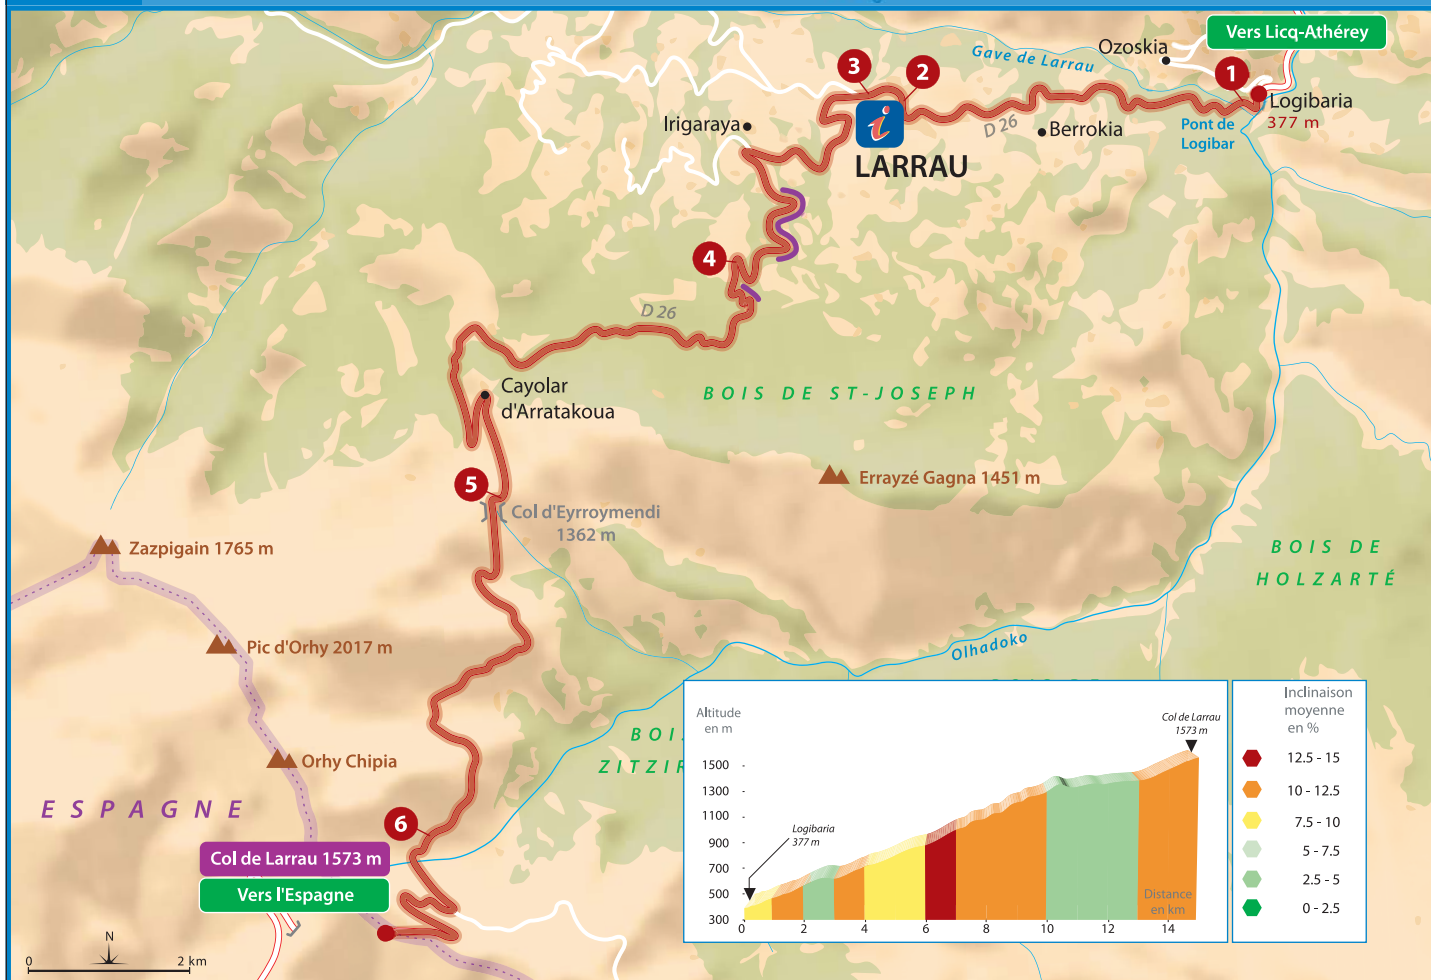 Vers Licq-Athérey
Ozoskia
Gave de Larrau
3
2
1
Logibaria
377 m
Irigaraya
D 26
Berrokia
Pont de
Logibar
i
LARRAU
4
D 26
Cayolar
d'Arratakoua
BOIS DE ST-JOSEPH
5
Errayzé Gagna 1451 m
Col d'Eyrroymendi
1362 m
Zazpigain 1765 m
BOIS DE
HOLZARTÉ
Pic d'Orhy 2017 m
Olhadoko
Orhy Chipia
ESPAGNE
6
Col de Larrau 1573 m
Vers l'Espagne
N
0 2 km
Altitude
en m
Col de Larrau
1573 m
1500
1300
1100
900
700
500
300
Logibaria
377 m
Distance
en km
0 2 4 6 8 10 12 14
Inclinaison
moyenne
en %
12.5 - 15
10 - 12.5
7.5 - 10
5 - 7.5
2.5 - 5
0 - 2.5